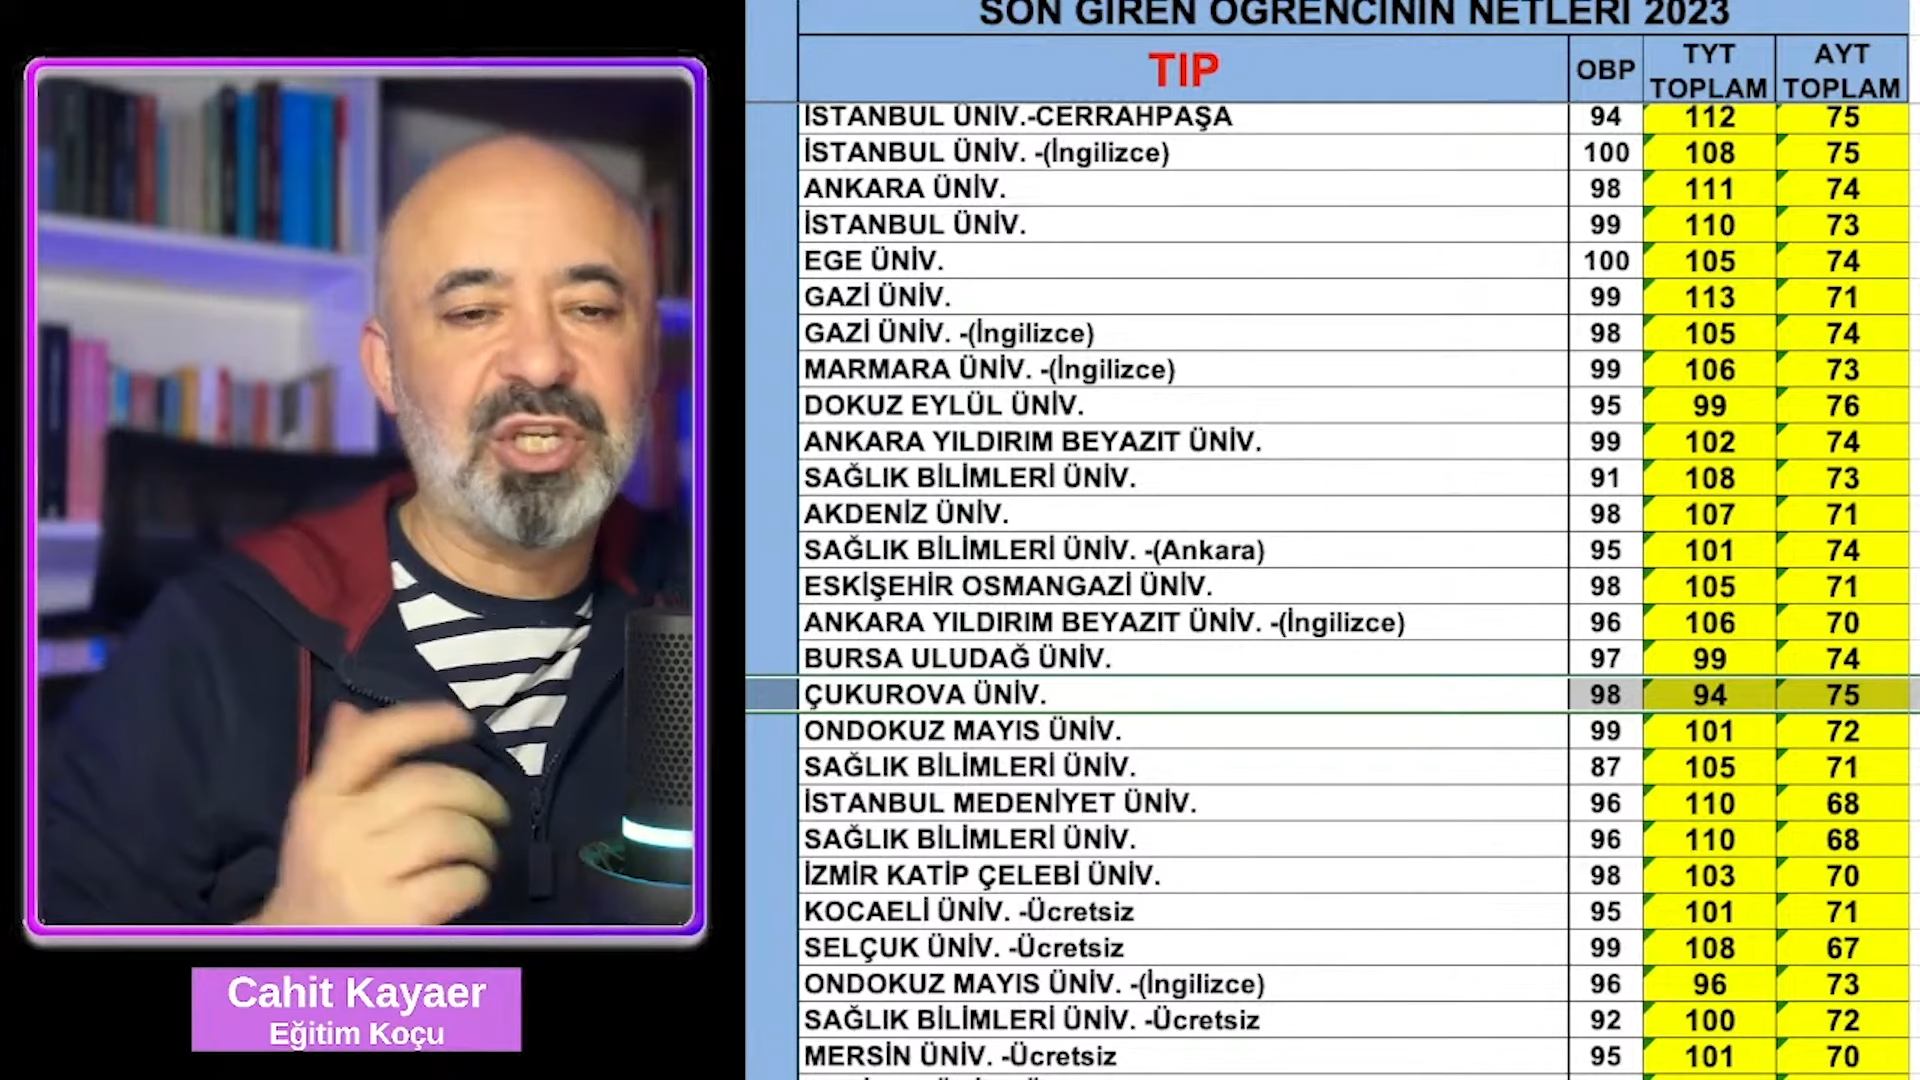 SON GİREN ÖĞRENCİNİN NETLERİ 2023
TIP OBP TYT TOPLAM AYT TOPLAM
İSTANBUL ÜNİV.-CERRAHPAŞA 94 112 75
İSTANBUL ÜNİV. -(İngilizce) 100 108 75
ANKARA ÜNİV. 98 111 74
İSTANBUL ÜNİV. 99 110 73
EGE ÜNİV. 100 105 74
GAZİ ÜNİV. 99 113 71
GAZİ ÜNİV. -(İngilizce) 98 105 74
MARMARA ÜNİV. -(İngilizce) 99 106 73
DOKUZ EYLÜL ÜNİV. 95 99 76
ANKARA YILDIRIM BEYAZIT ÜNİV. 99 102 74
SAĞLIK BİLİMLERİ ÜNİV. 91 108 73
AKDENİZ ÜNİV. 98 107 71
SAĞLIK BİLİMLERİ ÜNİV. -(Ankara) 95 101 74
ESKİŞEHİR OSMANGAZİ ÜNİV. 98 105 71
ANKARA YILDIRIM BEYAZIT ÜNİV. -(İngilizce) 96 106 70
BURSA ULUDAĞ ÜNİV. 97 99 74
ÇUKUROVA ÜNİV. 98 94 75
ONDOKUZ MAYIS ÜNİV. 99 101 72
SAĞLIK BİLİMLERİ ÜNİV. 87 105 71
İSTANBUL MEDENİYET ÜNİV. 96 110 68
SAĞLIK BİLİMLERİ ÜNİV. 96 110 68
İZMİR KATİP ÇELEBİ ÜNİV. 98 103 70
KOCAELİ ÜNİV. -Ücretsiz 95 101 71
SELÇUK ÜNİV. -Ücretsiz 99 108 67
ONDOKUZ MAYIS ÜNİV. -(İngilizce) 96 96 73
SAĞLIK BİLİMLERİ ÜNİV. -Ücretsiz 92 100 72
MERSİN ÜNİV. -Ücretsiz 95 101 70
Cahit Kayaer
Eğitim Koçu